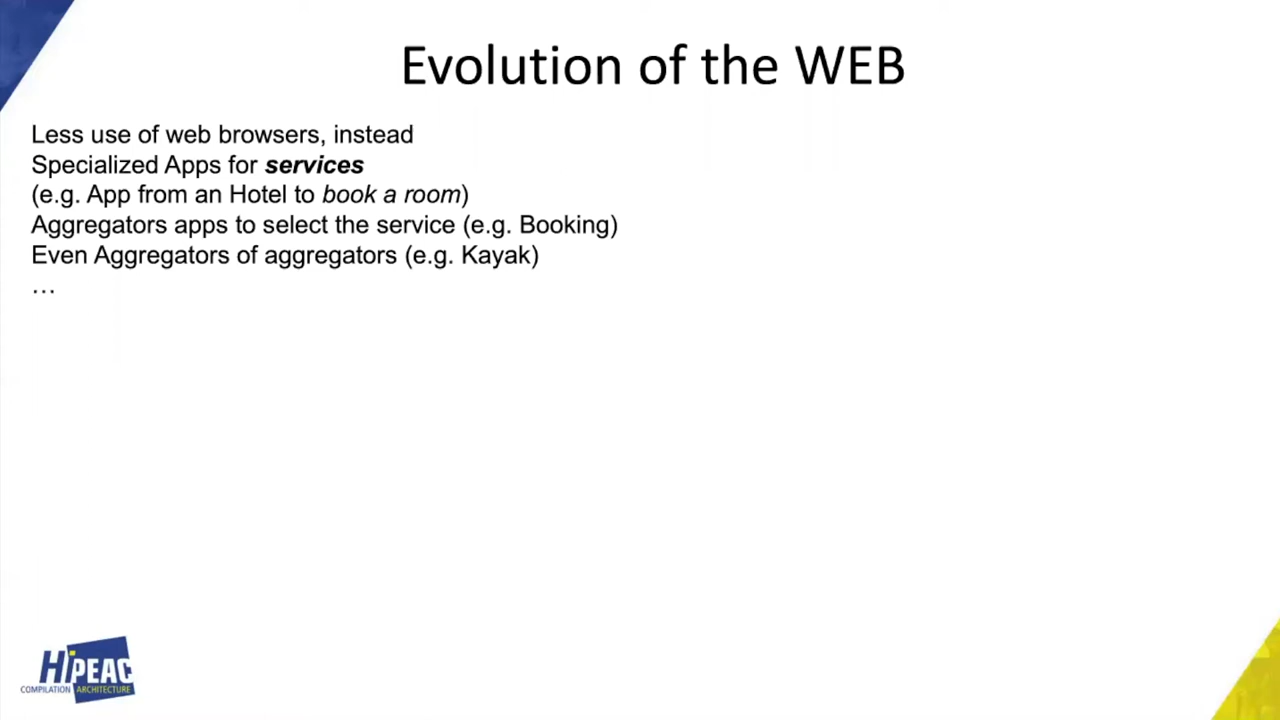 Evolution of the WEB
Less use of web browsers, instead
Specialized Apps for services
(e.g. App from an Hotel to book a room)
Aggregators apps to select the service (e.g. Booking)
Even Aggregators of aggregators (e.g. Kayak)
…
HiPEAC
COMPILATION ARCHITECTURE